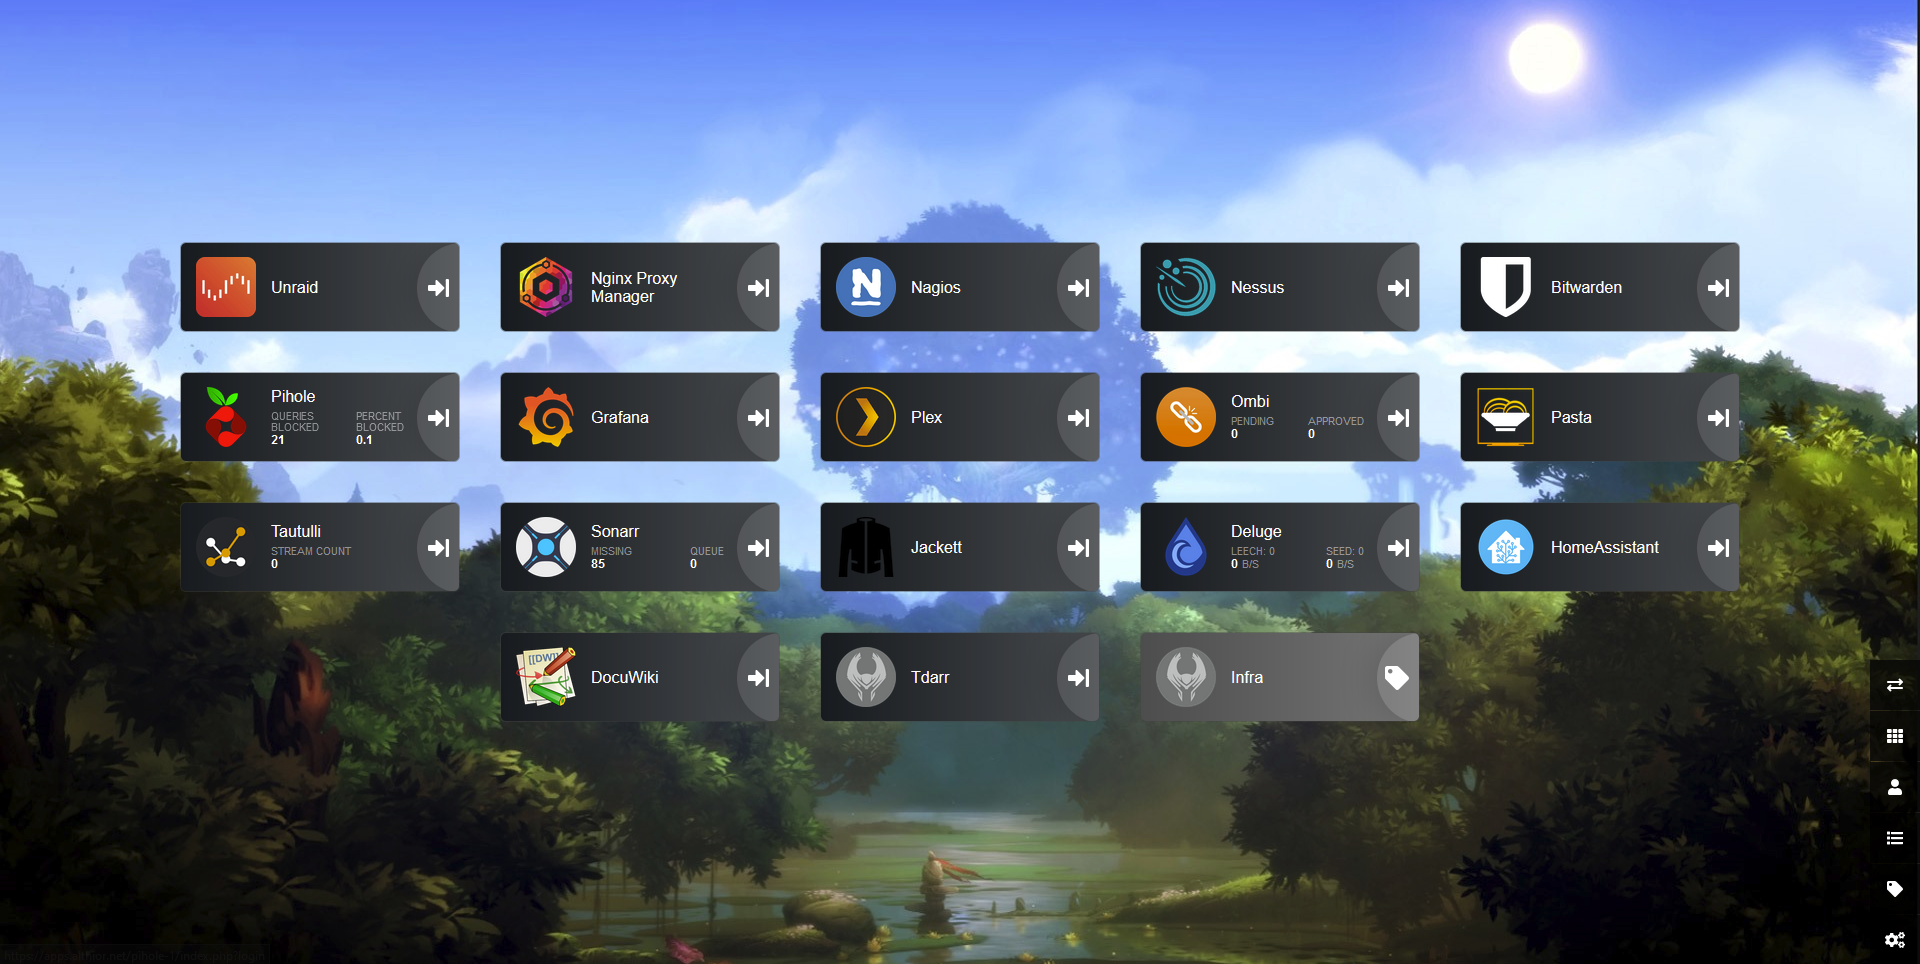 Unraid
Nginx Proxy
Manager
Nagios
Nessus
Bitwarden
Pihole
QUERIES BLOCKED
21
PERCENT BLOCKED
0.1
Grafana
Plex
Ombi
PENDING
0
APPROVED
0
Pasta
Tautulli
STREAM COUNT
0
Sonarr
MISSING
85
QUEUE
0
Jackett
Deluge
LEECH: 0
0 B/S
SEED: 0
0 B/S
HomeAssistant
[[DW]]
DocuWiki
Tdarr
Infra